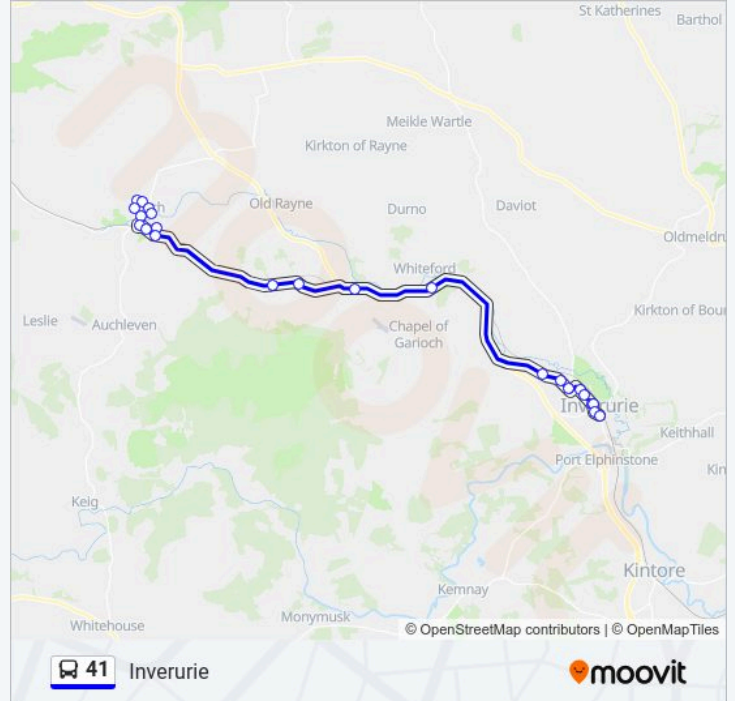 St Katherines
Barthol
Meikle Wartle
Kirkton of Rayne
Old Rayne
Durno
Daviot
Oldmeldru
Whiteford
Kirkton of Bour
Leslie
Auchleven
Chapel of
Garioch
Inverurie
Keithhall
Port Elphinstone
Kin
Keig
Kintore
Kemnay
Monymusk
Whitehouse
© OpenStreetMap contributors | © OpenMapTiles
41 Inverurie
moovit